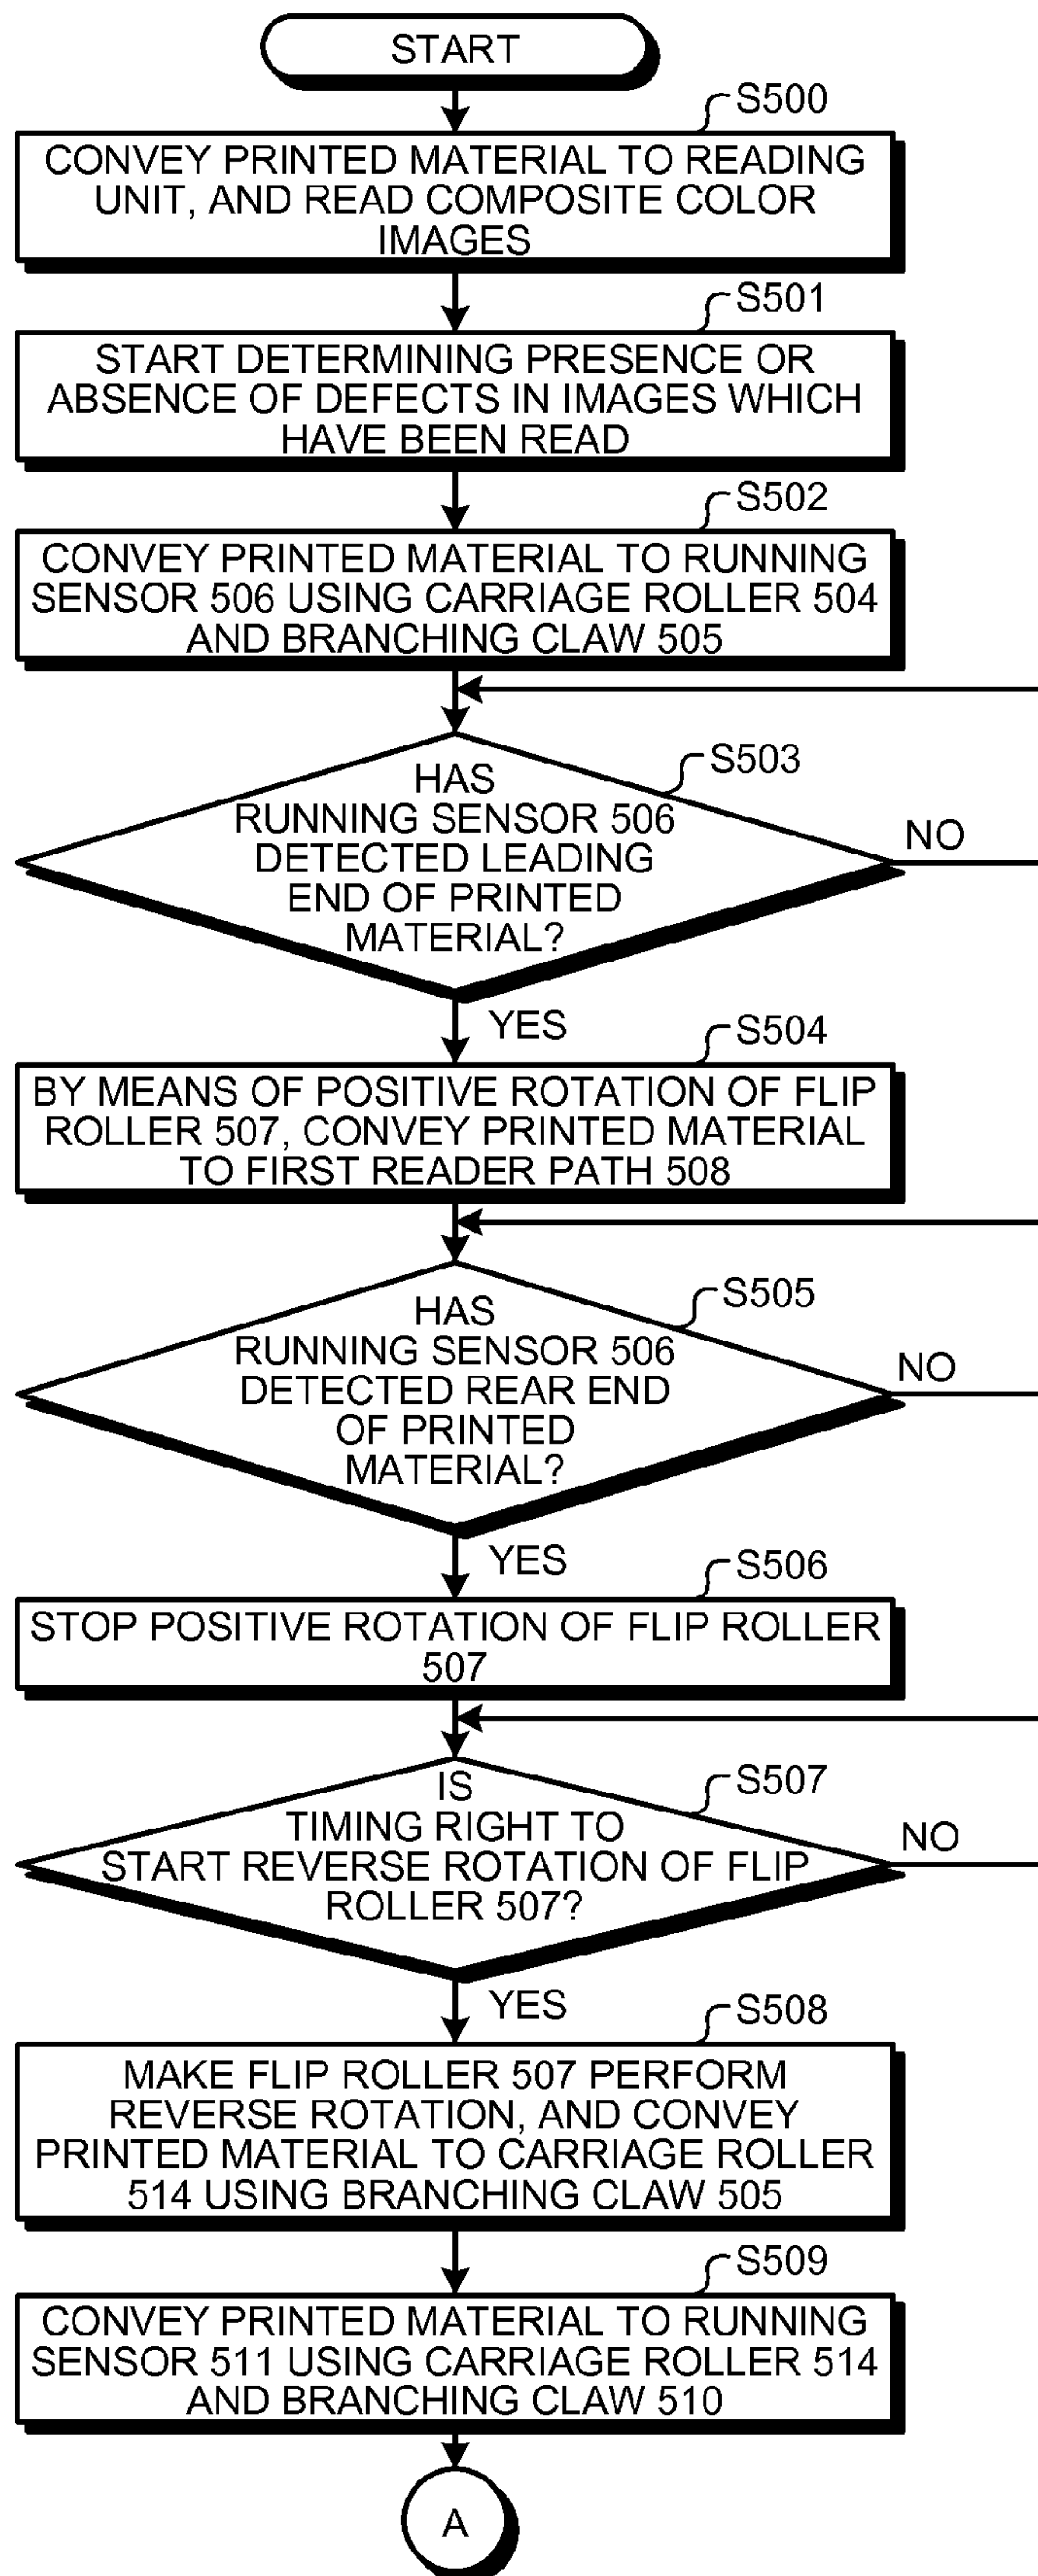 START
S500
CONVEY PRINTED MATERIAL TO READING
UNIT, AND READ COMPOSITE COLOR
IMAGES
S501
START DETERMINING PRESENCE OR
ABSENCE OF DEFECTS IN IMAGES WHICH
HAVE BEEN READ
S502
CONVEY PRINTED MATERIAL TO RUNNING
SENSOR 506 USING CARRIAGE ROLLER 504
AND BRANCHING CLAW 505
S503
HAS
RUNNING SENSOR 506
DETECTED LEADING
END OF PRINTED
MATERIAL?
NO
YES
S504
BY MEANS OF POSITIVE ROTATION OF FLIP
ROLLER 507, CONVEY PRINTED MATERIAL
TO FIRST READER PATH 508
S505
HAS
RUNNING SENSOR 506
DETECTED REAR END
OF PRINTED
MATERIAL?
NO
YES
S506
STOP POSITIVE ROTATION OF FLIP ROLLER
507
S507
IS
TIMING RIGHT TO
START REVERSE ROTATION OF FLIP
ROLLER 507?
NO
YES
S508
MAKE FLIP ROLLER 507 PERFORM
REVERSE ROTATION, AND CONVEY
PRINTED MATERIAL TO CARRIAGE ROLLER
514 USING BRANCHING CLAW 505
S509
CONVEY PRINTED MATERIAL TO RUNNING
SENSOR 511 USING CARRIAGE ROLLER 514
AND BRANCHING CLAW 510
A